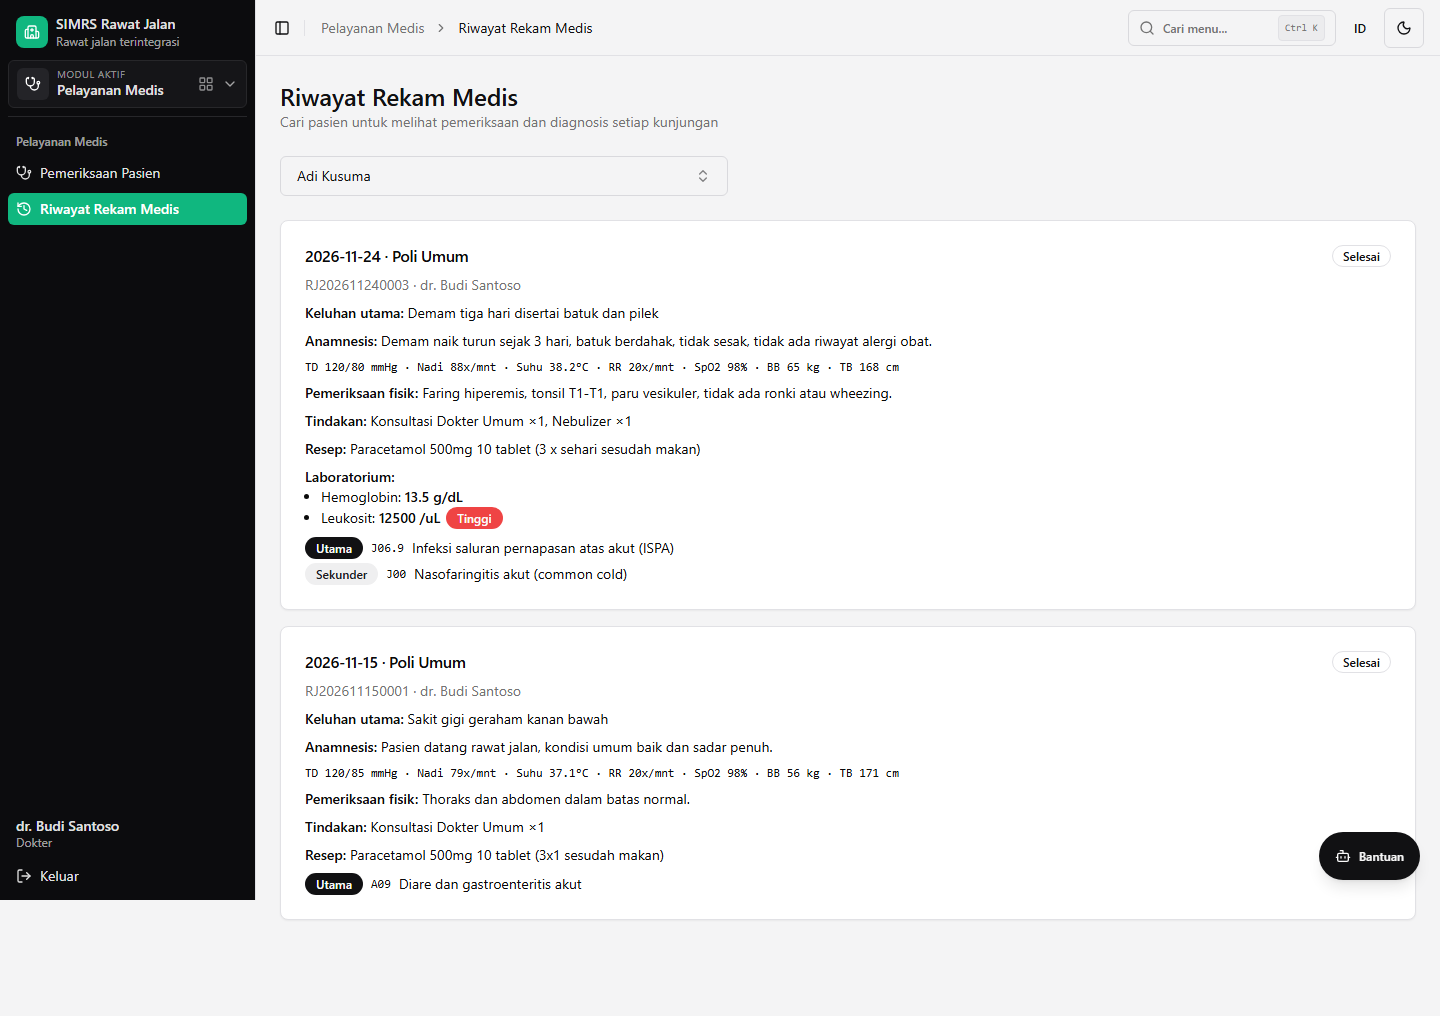 SIMRS Rawat Jalan
Rawat jalan terintegrasi
MODUL AKTIF
Pelayanan Medis
Pelayanan Medis
Pemeriksaan Pasien
Riwayat Rekam Medis
dr. Budi Santoso
Dokter
Keluar
Pelayanan Medis > Riwayat Rekam Medis
Cari menu... Ctrl K
ID
Riwayat Rekam Medis
Cari pasien untuk melihat pemeriksaan dan diagnosis setiap kunjungan
Adi Kusuma
2026-11-24 · Poli Umum
Selesai
RJ202611240003 · dr. Budi Santoso
Keluhan utama: Demam tiga hari disertai batuk dan pilek
Anamnesis: Demam naik turun sejak 3 hari, batuk berdahak, tidak sesak, tidak ada riwayat alergi obat.
TD 120/80 mmHg · Nadi 88x/mnt · Suhu 38.2°C · RR 20x/mnt · SpO2 98% · BB 65 kg · TB 168 cm
Pemeriksaan fisik: Faring hiperemis, tonsil T1-T1, paru vesikuler, tidak ada ronki atau wheezing.
Tindakan: Konsultasi Dokter Umum ×1, Nebulizer ×1
Resep: Paracetamol 500mg 10 tablet (3 x sehari sesudah makan)
Laboratorium:
• Hemoglobin: 13.5 g/dL
• Leukosit: 12500 /uL Tinggi
Utama J06.9 Infeksi saluran pernapasan atas akut (ISPA)
Sekunder J00 Nasofaringitis akut (common cold)
2026-11-15 · Poli Umum
Selesai
RJ202611150001 · dr. Budi Santoso
Keluhan utama: Sakit gigi geraham kanan bawah
Anamnesis: Pasien datang rawat jalan, kondisi umum baik dan sadar penuh.
TD 120/85 mmHg · Nadi 79x/mnt · Suhu 37.1°C · RR 20x/mnt · SpO2 98% · BB 56 kg · TB 171 cm
Pemeriksaan fisik: Thoraks dan abdomen dalam batas normal.
Tindakan: Konsultasi Dokter Umum ×1
Resep: Paracetamol 500mg 10 tablet (3x1 sesudah makan)
Utama A09 Diare dan gastroenteritis akut
Bantuan